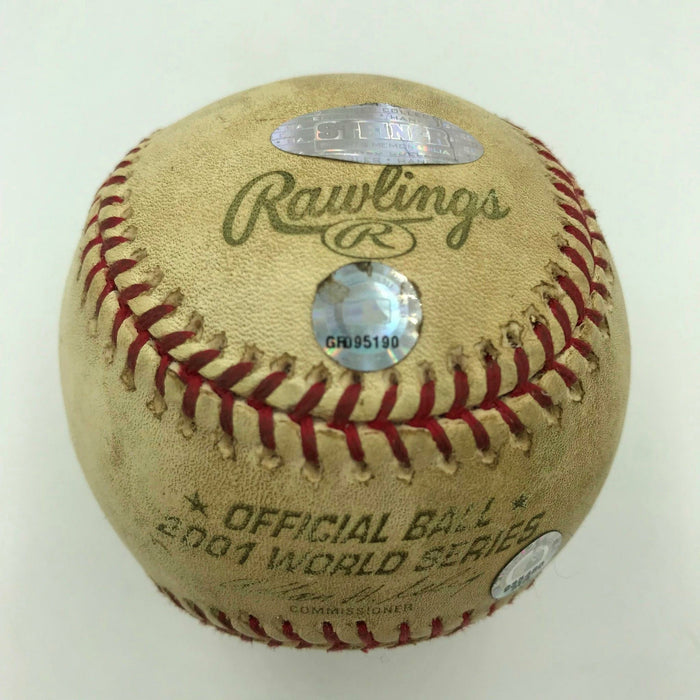 STEINER
Rawlings
R
GF095190
★ OFFICIAL BALL ★
2001 WORLD SERIES
COMMISSIONER